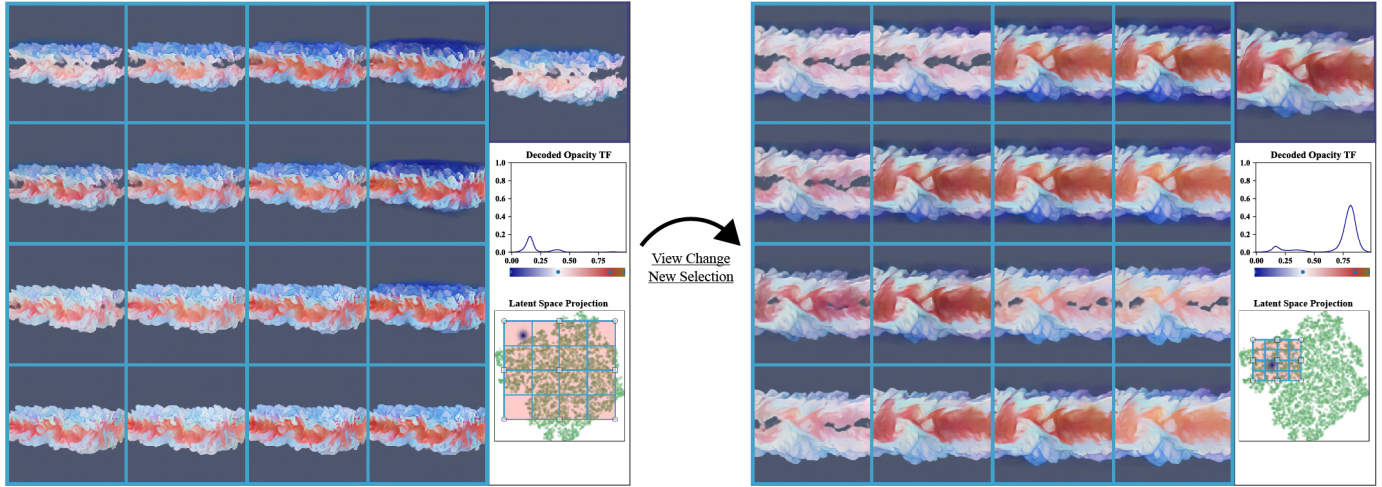 Decoded Opacity TF
1.0
0.8
0.6
0.4
0.2
0.0
0.00 0.25 0.50 0.75
Latent Space Projection
View Change
New Selection
Decoded Opacity TF
1.0
0.8
0.6
0.4
0.2
0.0
0.00 0.25 0.50 0.75
Latent Space Projection